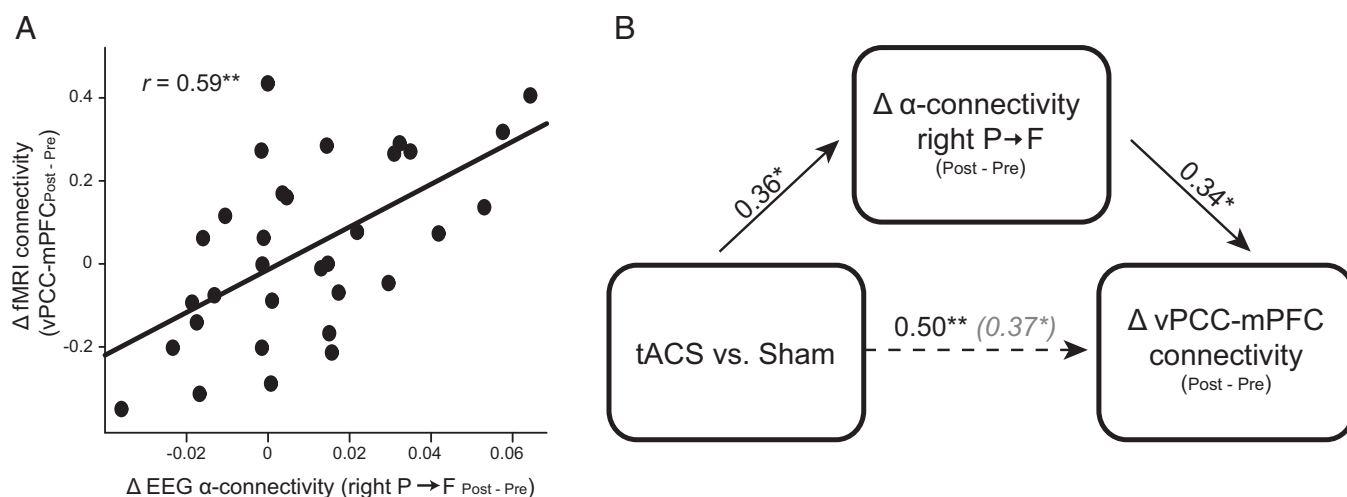 A
r = 0.59**
Δ fMRI connectivity
(vPCC-mPFCPost - Pre)
0.4
0.2
0
-0.2
-0.02
0
0.02
0.04
0.06
Δ EEG α-connectivity (right P→F Post - Pre)
B
Δ α-connectivity
right P→F
(Post - Pre)
0.36*
0.34*
tACS vs. Sham
0.50** (0.37*)
Δ vPCC-mPFC
connectivity
(Post - Pre)